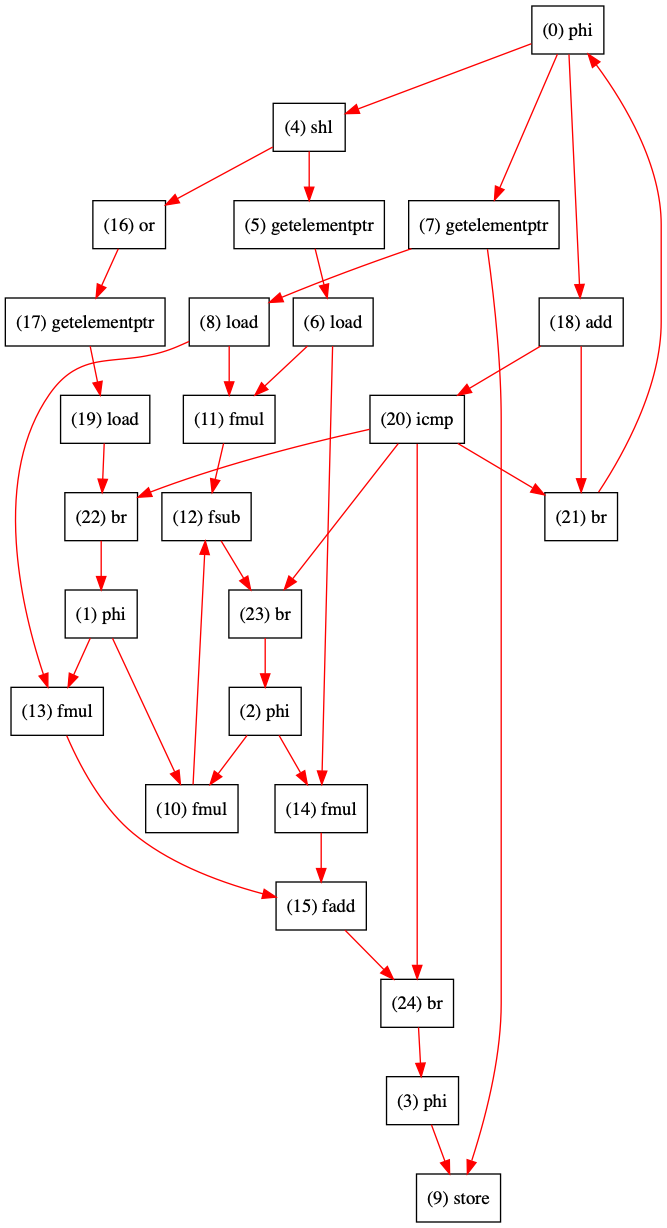 (0) phi
(4) shl
(16) or
(5) getelementptr
(7) getelementptr
(17) getelementptr
(8) load
(6) load
(18) add
(19) load
(11) fmul
(20) icmp
(22) br
(12) fsub
(21) br
(1) phi
(23) br
(13) fmul
(2) phi
(10) fmul
(14) fmul
(15) fadd
(24) br
(3) phi
(9) store